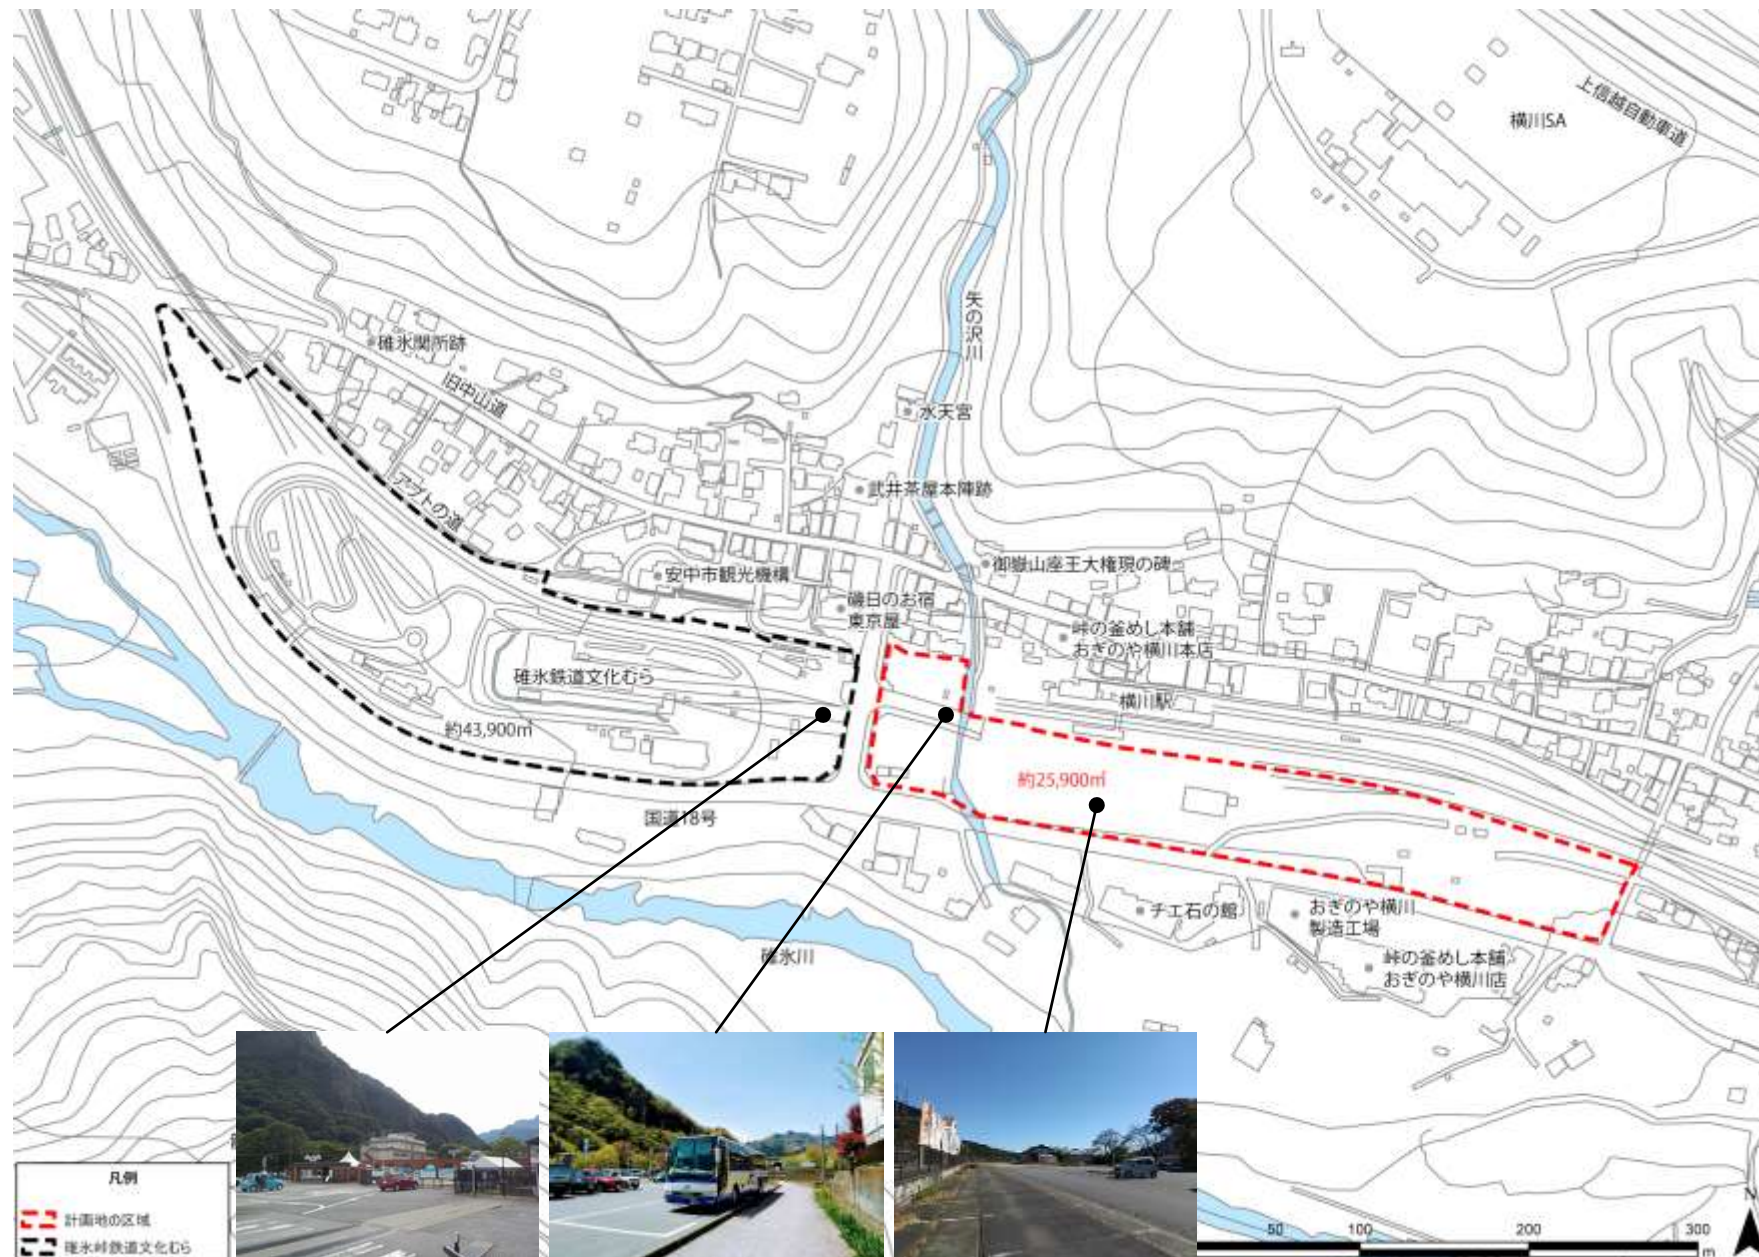 上信越自動車道
横川SA
矢の沢川
碓氷関所跡
旧中山道
水天宮
アプトの道
武井茶屋本陣跡
御嶽山座王大権現の碑
安中市観光機構
磯日のお宿
東京屋
峠の釜めし本舗
おぎのや横川本店
碓氷鉄道文化むら
横川駅
約43,900㎡
約25,900㎡
国道18号
チエ石の館
おぎのや横川
製造工場
碓氷川
峠の釜めし本舗
おぎのや横川店
凡例
計画地の区域
碓氷峠鉄道文化むら
50 100 200 300
m
N